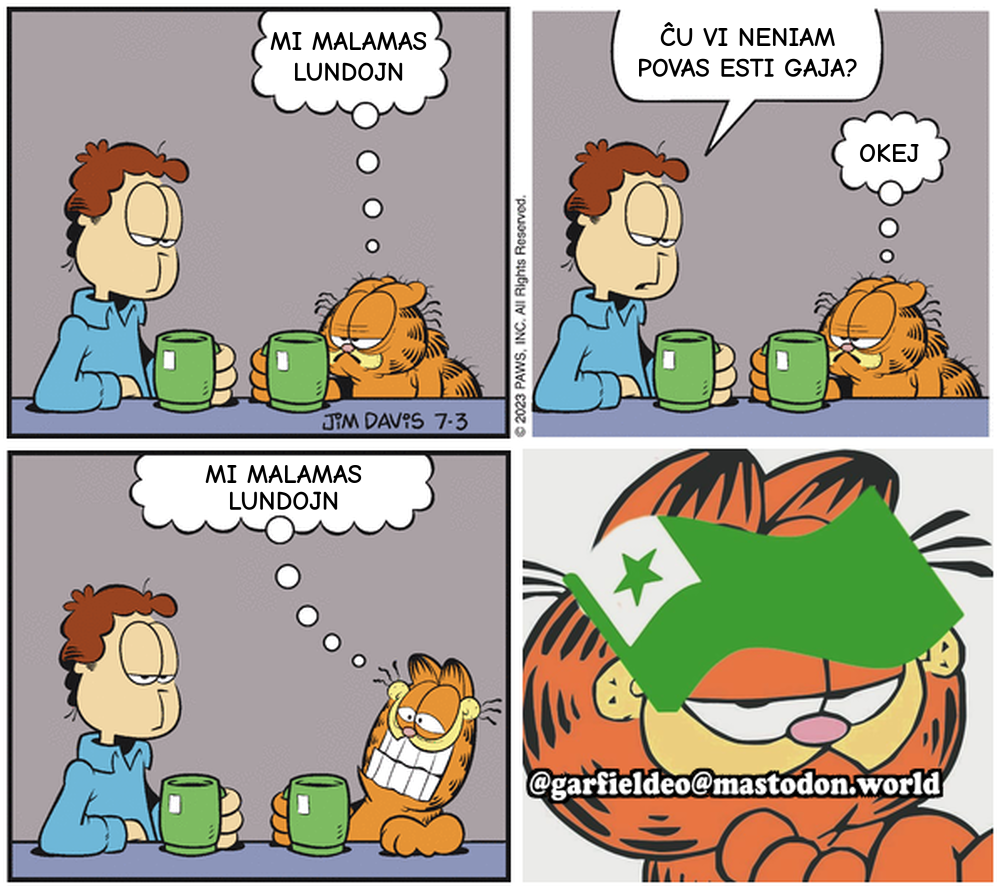 MI MALAMAS
LUNDOJN
ĈU VI NENIAM
POVAS ESTI GAJA?
OKEJ
JIM DAVIS 7-3
© 2023 PAWS, INC. All Rights Reserved.
MI MALAMAS
LUNDOJN
@garfieldeo@mastodon.world